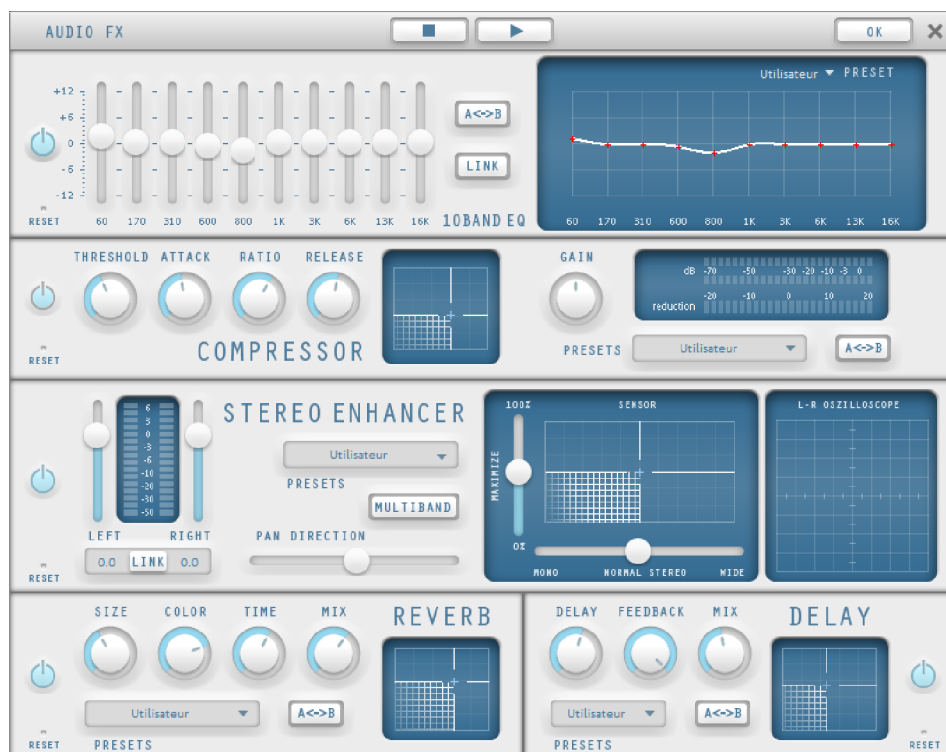 AUDIO FX
OK
Utilisateur PRESET
+12
+6
0
-6
-12
A<->B
LINK
RESET
60 170 310 600 800 1K 3K 6K 13K 16K
10BAND EQ
60 170 310 600 800 1K 3K 6K 13K 16K
THRESHOLD ATTACK RATIO RELEASE
GAIN
dB -70 -50 -30 -20 -10 -3 0
reduction -20 -10 0 10 20
RESET
COMPRESSOR
PRESETS Utilisateur A<->B
6
3
0
-3
-6
-10
-20
-30
-50
STEREO ENHANCER
Utilisateur
PRESETS
MULTIBAND
LEFT RIGHT
PAN DIRECTION
0.0 LINK 0.0
RESET
100% SENSOR
MAXIMIZE
0%
MONO NORMAL STEREO WIDE
L-R OSZILLOSCOPE
SIZE COLOR TIME MIX
REVERB
Utilisateur A<->B
RESET PRESETS
DELAY FEEDBACK MIX
DELAY
Utilisateur A<->B
PRESETS RESET